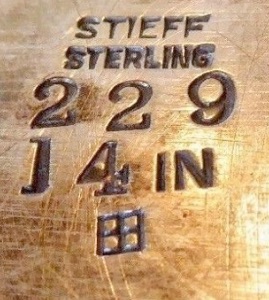 STIEFF
STERLING
229
14 IN